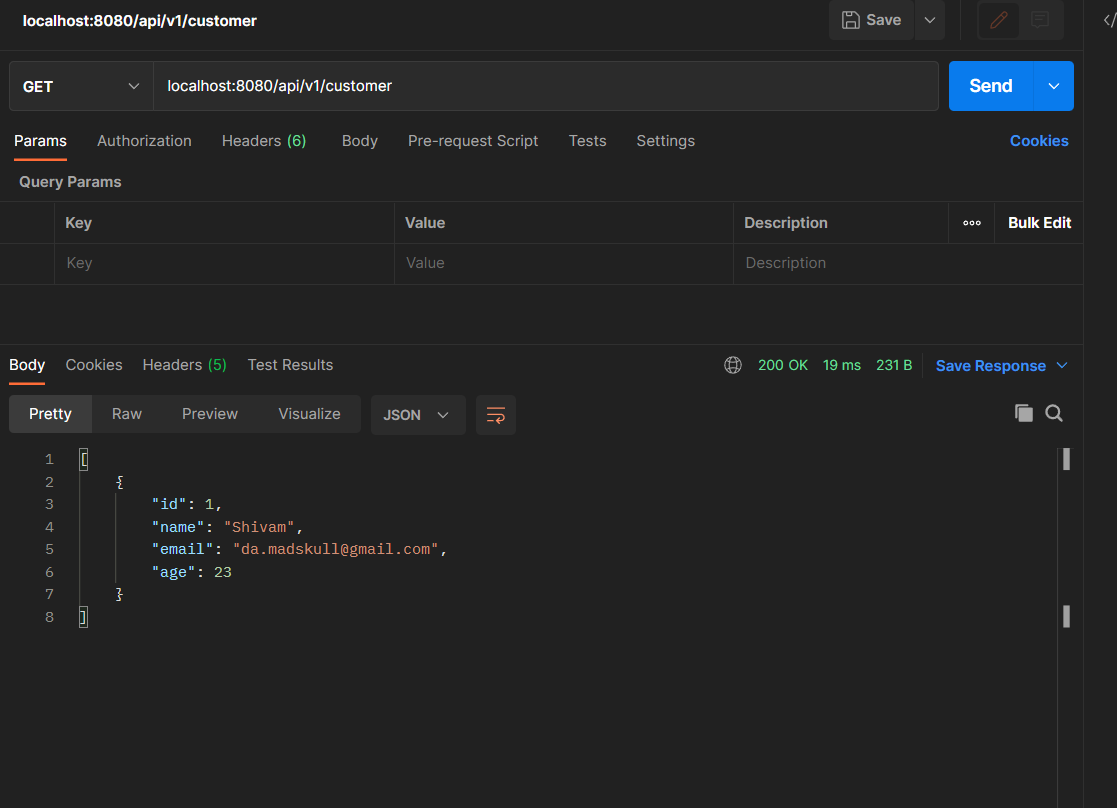 localhost:8080/api/v1/customer
Save
GET
localhost:8080/api/v1/customer
Send
Params Authorization Headers (6) Body Pre-request Script Tests Settings Cookies
Query Params
Key Value Description ooo Bulk Edit
Key Value Description
Body Cookies Headers (5) Test Results 200 OK 19 ms 231 B Save Response
Pretty Raw Preview Visualize JSON
1 [
2 {
3 "id": 1,
4 "name": "Shivam",
5 "email": "da.madskull@gmail.com",
6 "age": 23
7 }
8 ]